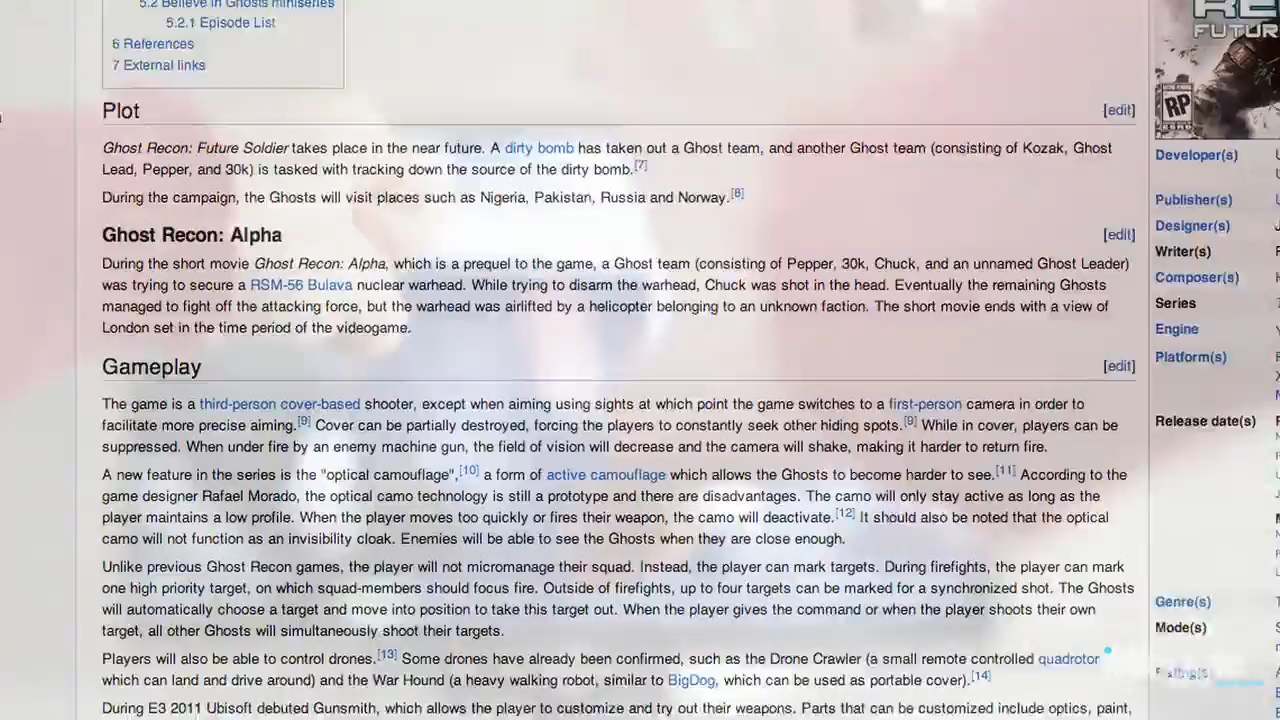 5.2 Believe in Ghosts miniseries
5.2.1 Episode List
6 References
7 External links
FUTUR
RP
Plot
[edit]
Ghost Recon: Future Soldier takes place in the near future. A dirty bomb has taken out a Ghost team, and another Ghost team (consisting of Kozak, Ghost
Lead, Pepper, and 30k) is tasked with tracking down the source of the dirty bomb.[7]
During the campaign, the Ghosts will visit places such as Nigeria, Pakistan, Russia and Norway.[8]
Ghost Recon: Alpha
[edit]
During the short movie Ghost Recon: Alpha, which is a prequel to the game, a Ghost team (consisting of Pepper, 30k, Chuck, and an unnamed Ghost Leader)
was trying to secure a RSM-56 Bulava nuclear warhead. While trying to disarm the warhead, Chuck was shot in the head. Eventually the remaining Ghosts
managed to fight off the attacking force, but the warhead was airlifted by a helicopter belonging to an unknown faction. The short movie ends with a view of
London set in the time period of the videogame.
Gameplay
[edit]
The game is a third-person cover-based shooter, except when aiming using sights at which point the game switches to a first-person camera in order to
facilitate more precise aiming.[9] Cover can be partially destroyed, forcing the players to constantly seek other hiding spots.[9] While in cover, players can be
suppressed. When under fire by an enemy machine gun, the field of vision will decrease and the camera will shake, making it harder to return fire.
A new feature in the series is the "optical camouflage",[10] a form of active camouflage which allows the Ghosts to become harder to see.[11] According to the
game designer Rafael Morado, the optical camo technology is still a prototype and there are disadvantages. The camo will only stay active as long as the
player maintains a low profile. When the player moves too quickly or fires their weapon, the camo will deactivate.[12] It should also be noted that the optical
camo will not function as an invisibility cloak. Enemies will be able to see the Ghosts when they are close enough.
Unlike previous Ghost Recon games, the player will not micromanage their squad. Instead, the player can mark targets. During firefights, the player can mark
one high priority target, on which squad-members should focus fire. Outside of firefights, up to four targets can be marked for a synchronized shot. The Ghosts
will automatically choose a target and move into position to take this target out. When the player gives the command or when the player shoots their own
target, all other Ghosts will simultaneously shoot their targets.
Players will also be able to control drones.[13] Some drones have already been confirmed, such as the Drone Crawler (a small remote controlled quadrotor
which can land and drive around) and the War Hound (a heavy walking robot, similar to BigDog, which can be used as portable cover).[14]
During E3 2011 Ubisoft debuted Gunsmith, which allows the player to customize and try out their weapons. Parts that can be customized include optics, paint,
Developer(s)
Publisher(s)
Designer(s)
Writer(s)
Composer(s)
Series
Engine
Platform(s)
Release date(s)
Genre(s)
Mode(s)